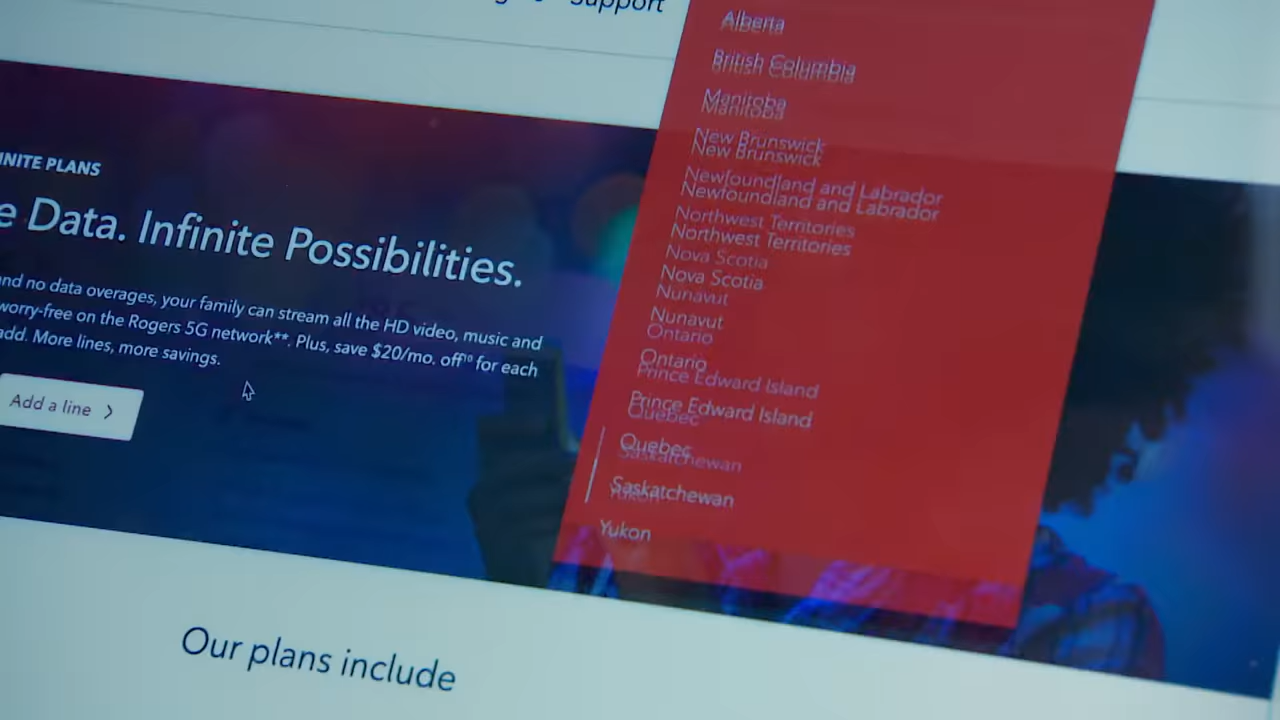 Support
INITE PLANS
e Data. Infinite Possibilities.
nd no data overages, your family can stream all the HD video, music and
worry-free on the Rogers 5G network**. Plus, save $20/mo. off¹⁰ for each
add. More lines, more savings.
Add a line
Our plans include
Alberta
British Columbia
Manitoba
New Brunswick
Newfoundland and Labrador
Northwest Territories
Nova Scotia
Nunavut
Ontario
Prince Edward Island
Quebec
Saskatchewan
Yukon